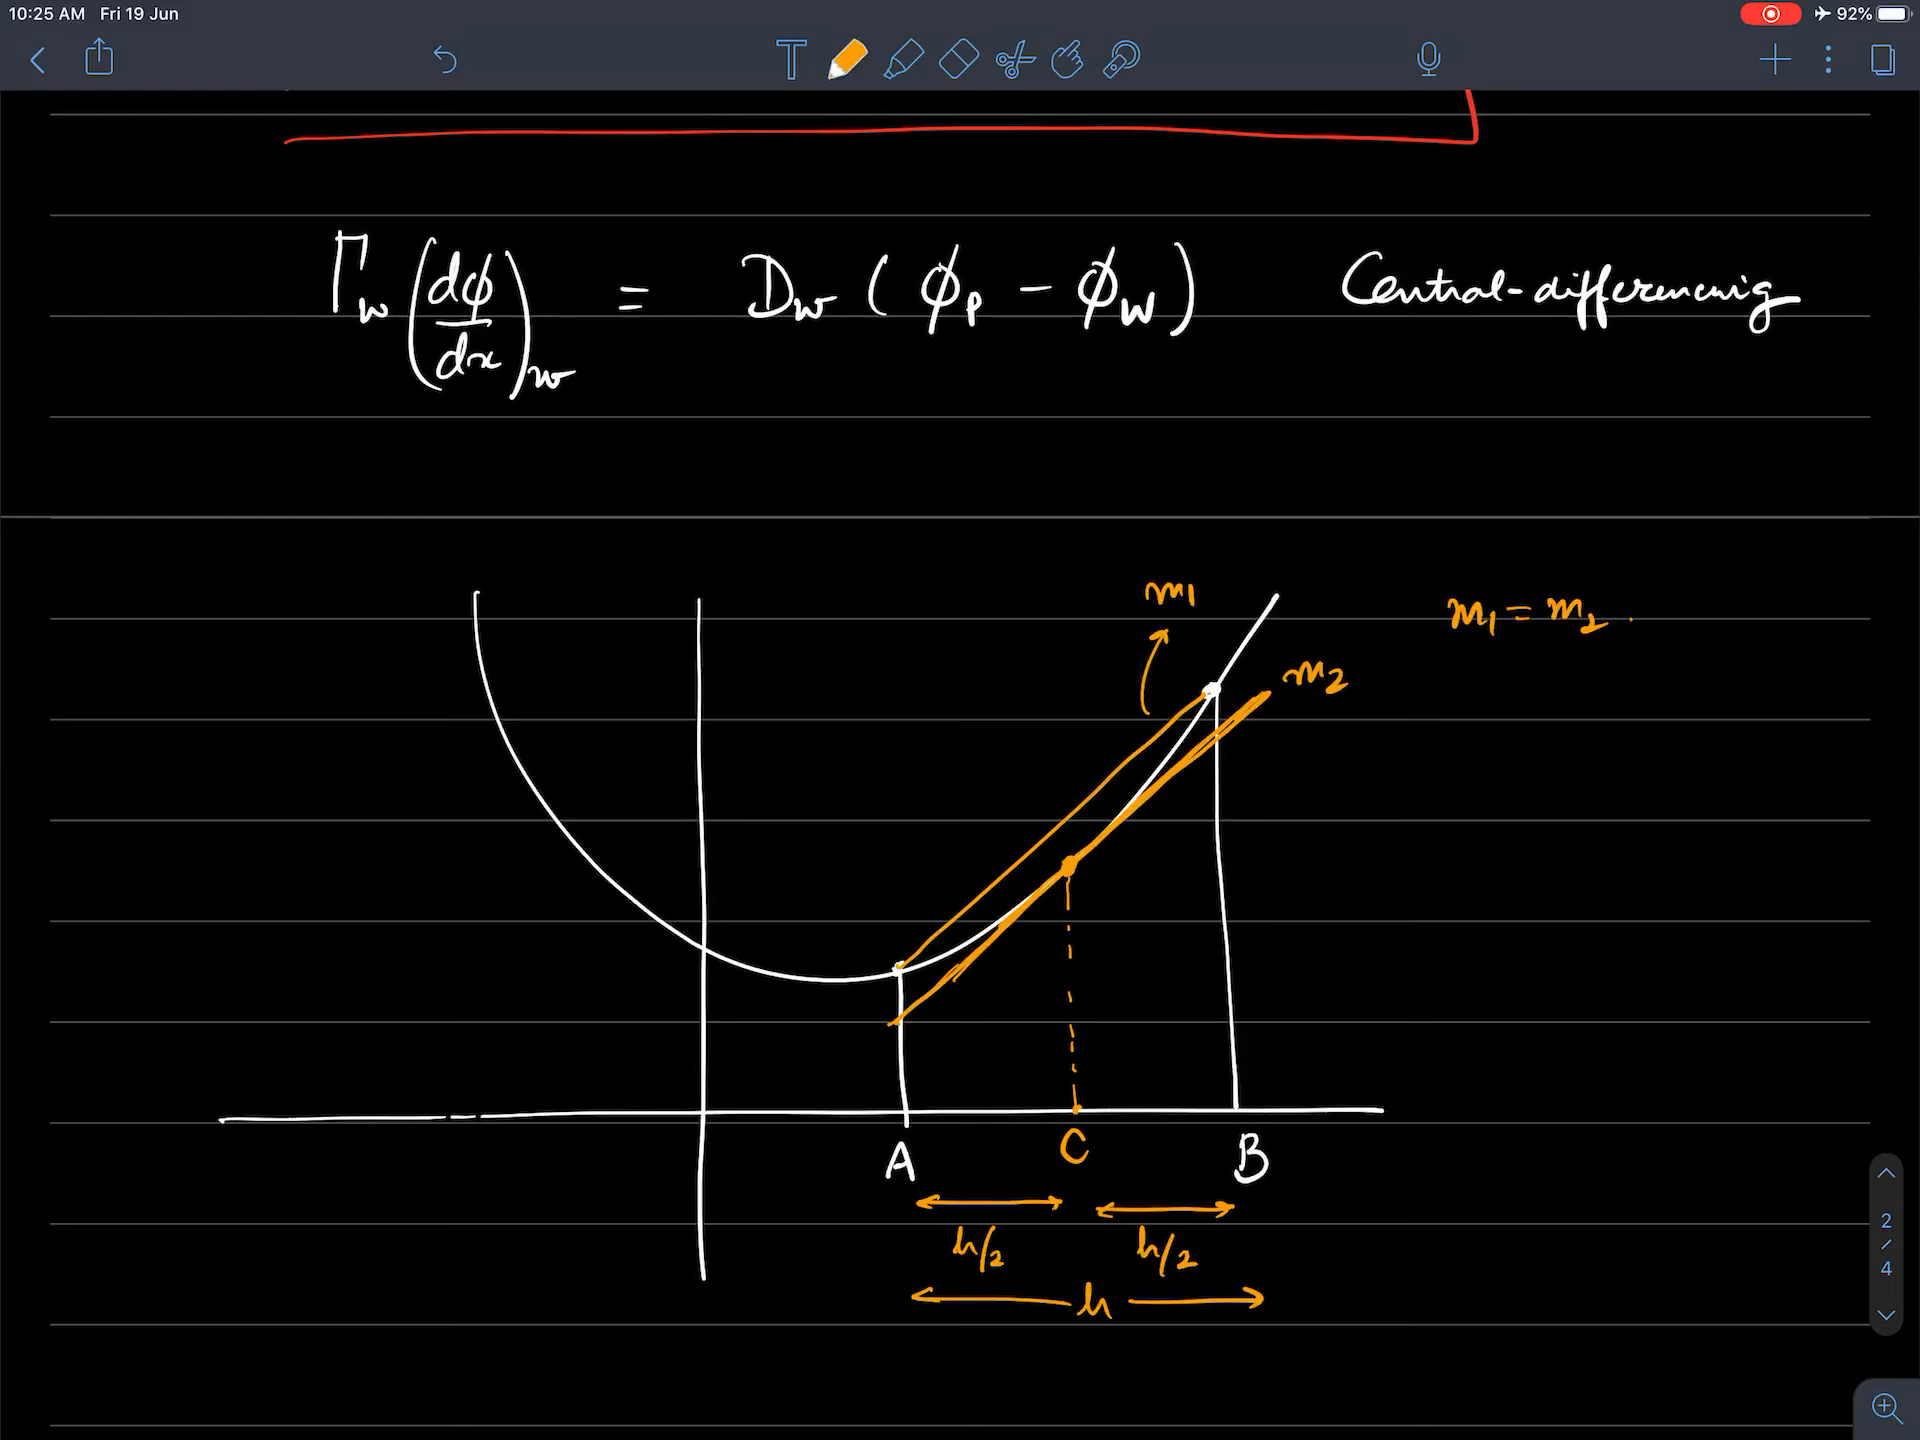 10:25 AM Fri 19 Jun 92%
T
Γw (dφ/dx)w = Dw (φP - φW) Central-differencing
m1 m1 = m2 .
m2
A C B
h/2 h/2
h
2
/
4